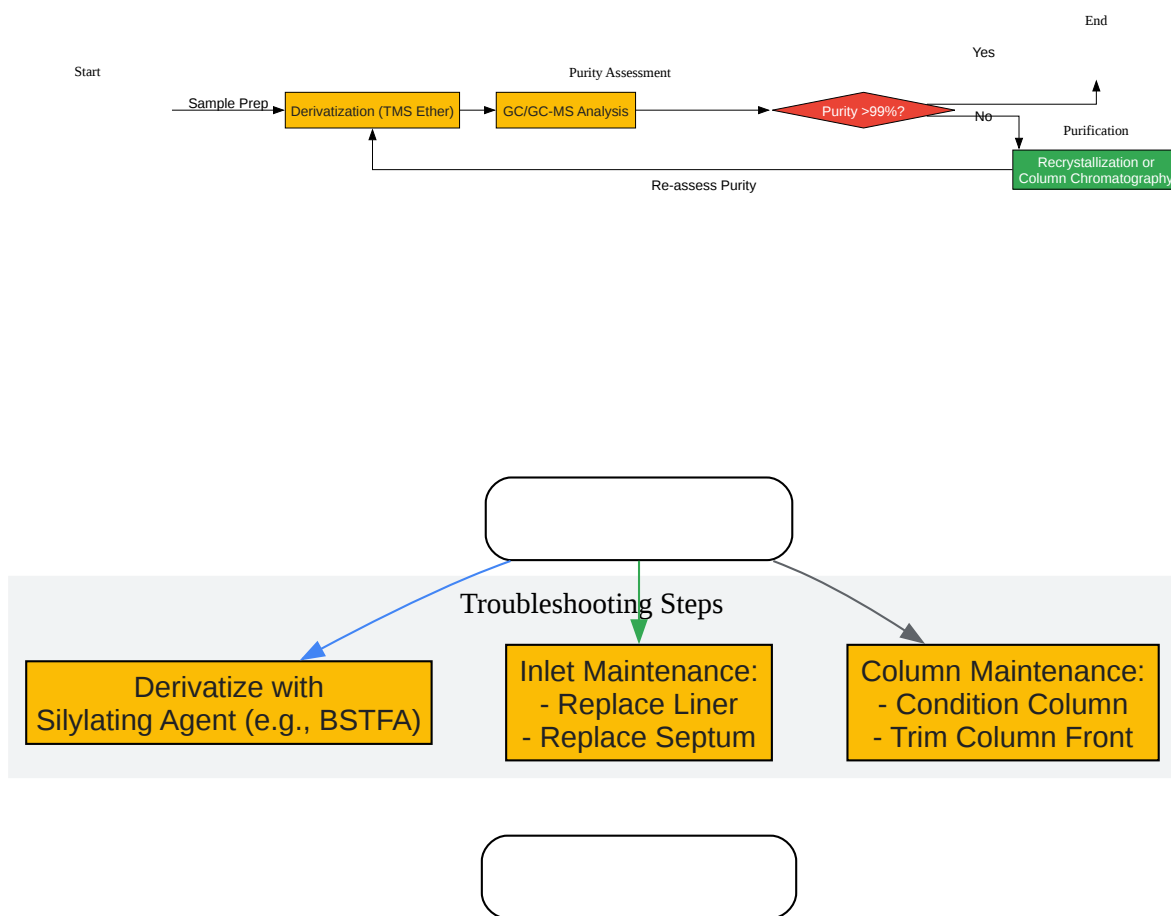 End
Yes
Start
Purity Assessment
Sample Prep
Derivatization (TMS Ether)
GC/GC-MS Analysis
Purity >99%?
No
Purification
Recrystallization or
Column Chromatography
Re-assess Purity
Troubleshooting Steps
Derivatize with
Silylating Agent (e.g., BSTFA)
Inlet Maintenance:
- Replace Liner
- Replace Septum
Column Maintenance:
- Condition Column
- Trim Column Front